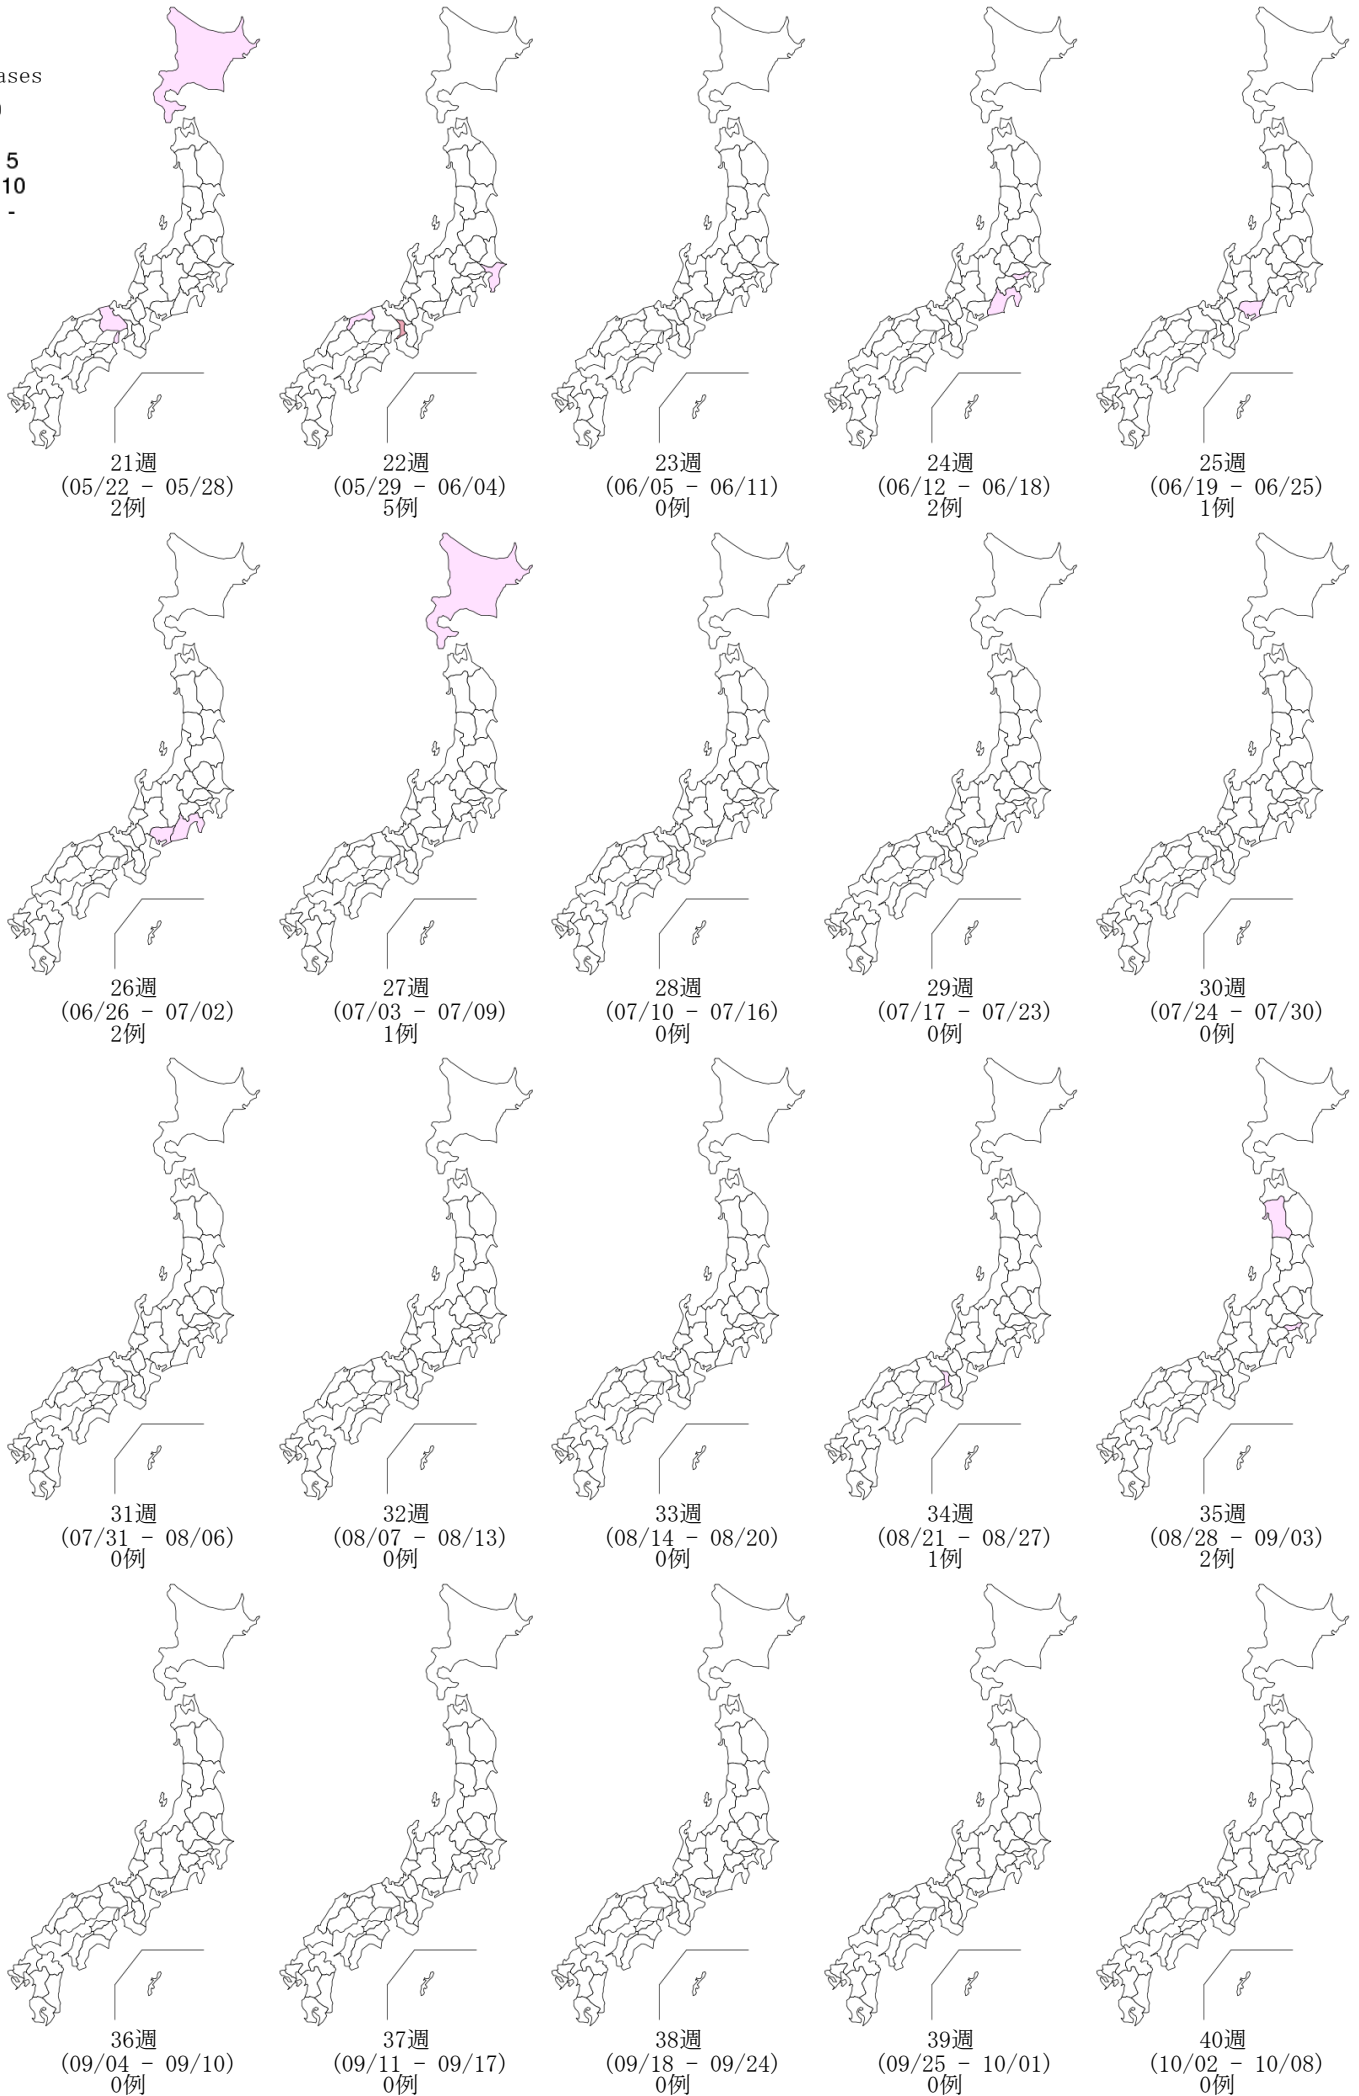 ases
5
10
-
21週
(05/22 - 05/28)
2例
22週
(05/29 - 06/04)
5例
23週
(06/05 - 06/11)
0例
24週
(06/12 - 06/18)
2例
25週
(06/19 - 06/25)
1例
26週
(06/26 - 07/02)
2例
27週
(07/03 - 07/09)
1例
28週
(07/10 - 07/16)
0例
29週
(07/17 - 07/23)
0例
30週
(07/24 - 07/30)
0例
31週
(07/31 - 08/06)
0例
32週
(08/07 - 08/13)
0例
33週
(08/14 - 08/20)
0例
34週
(08/21 - 08/27)
1例
35週
(08/28 - 09/03)
2例
36週
(09/04 - 09/10)
0例
37週
(09/11 - 09/17)
0例
38週
(09/18 - 09/24)
0例
39週
(09/25 - 10/01)
0例
40週
(10/02 - 10/08)
0例